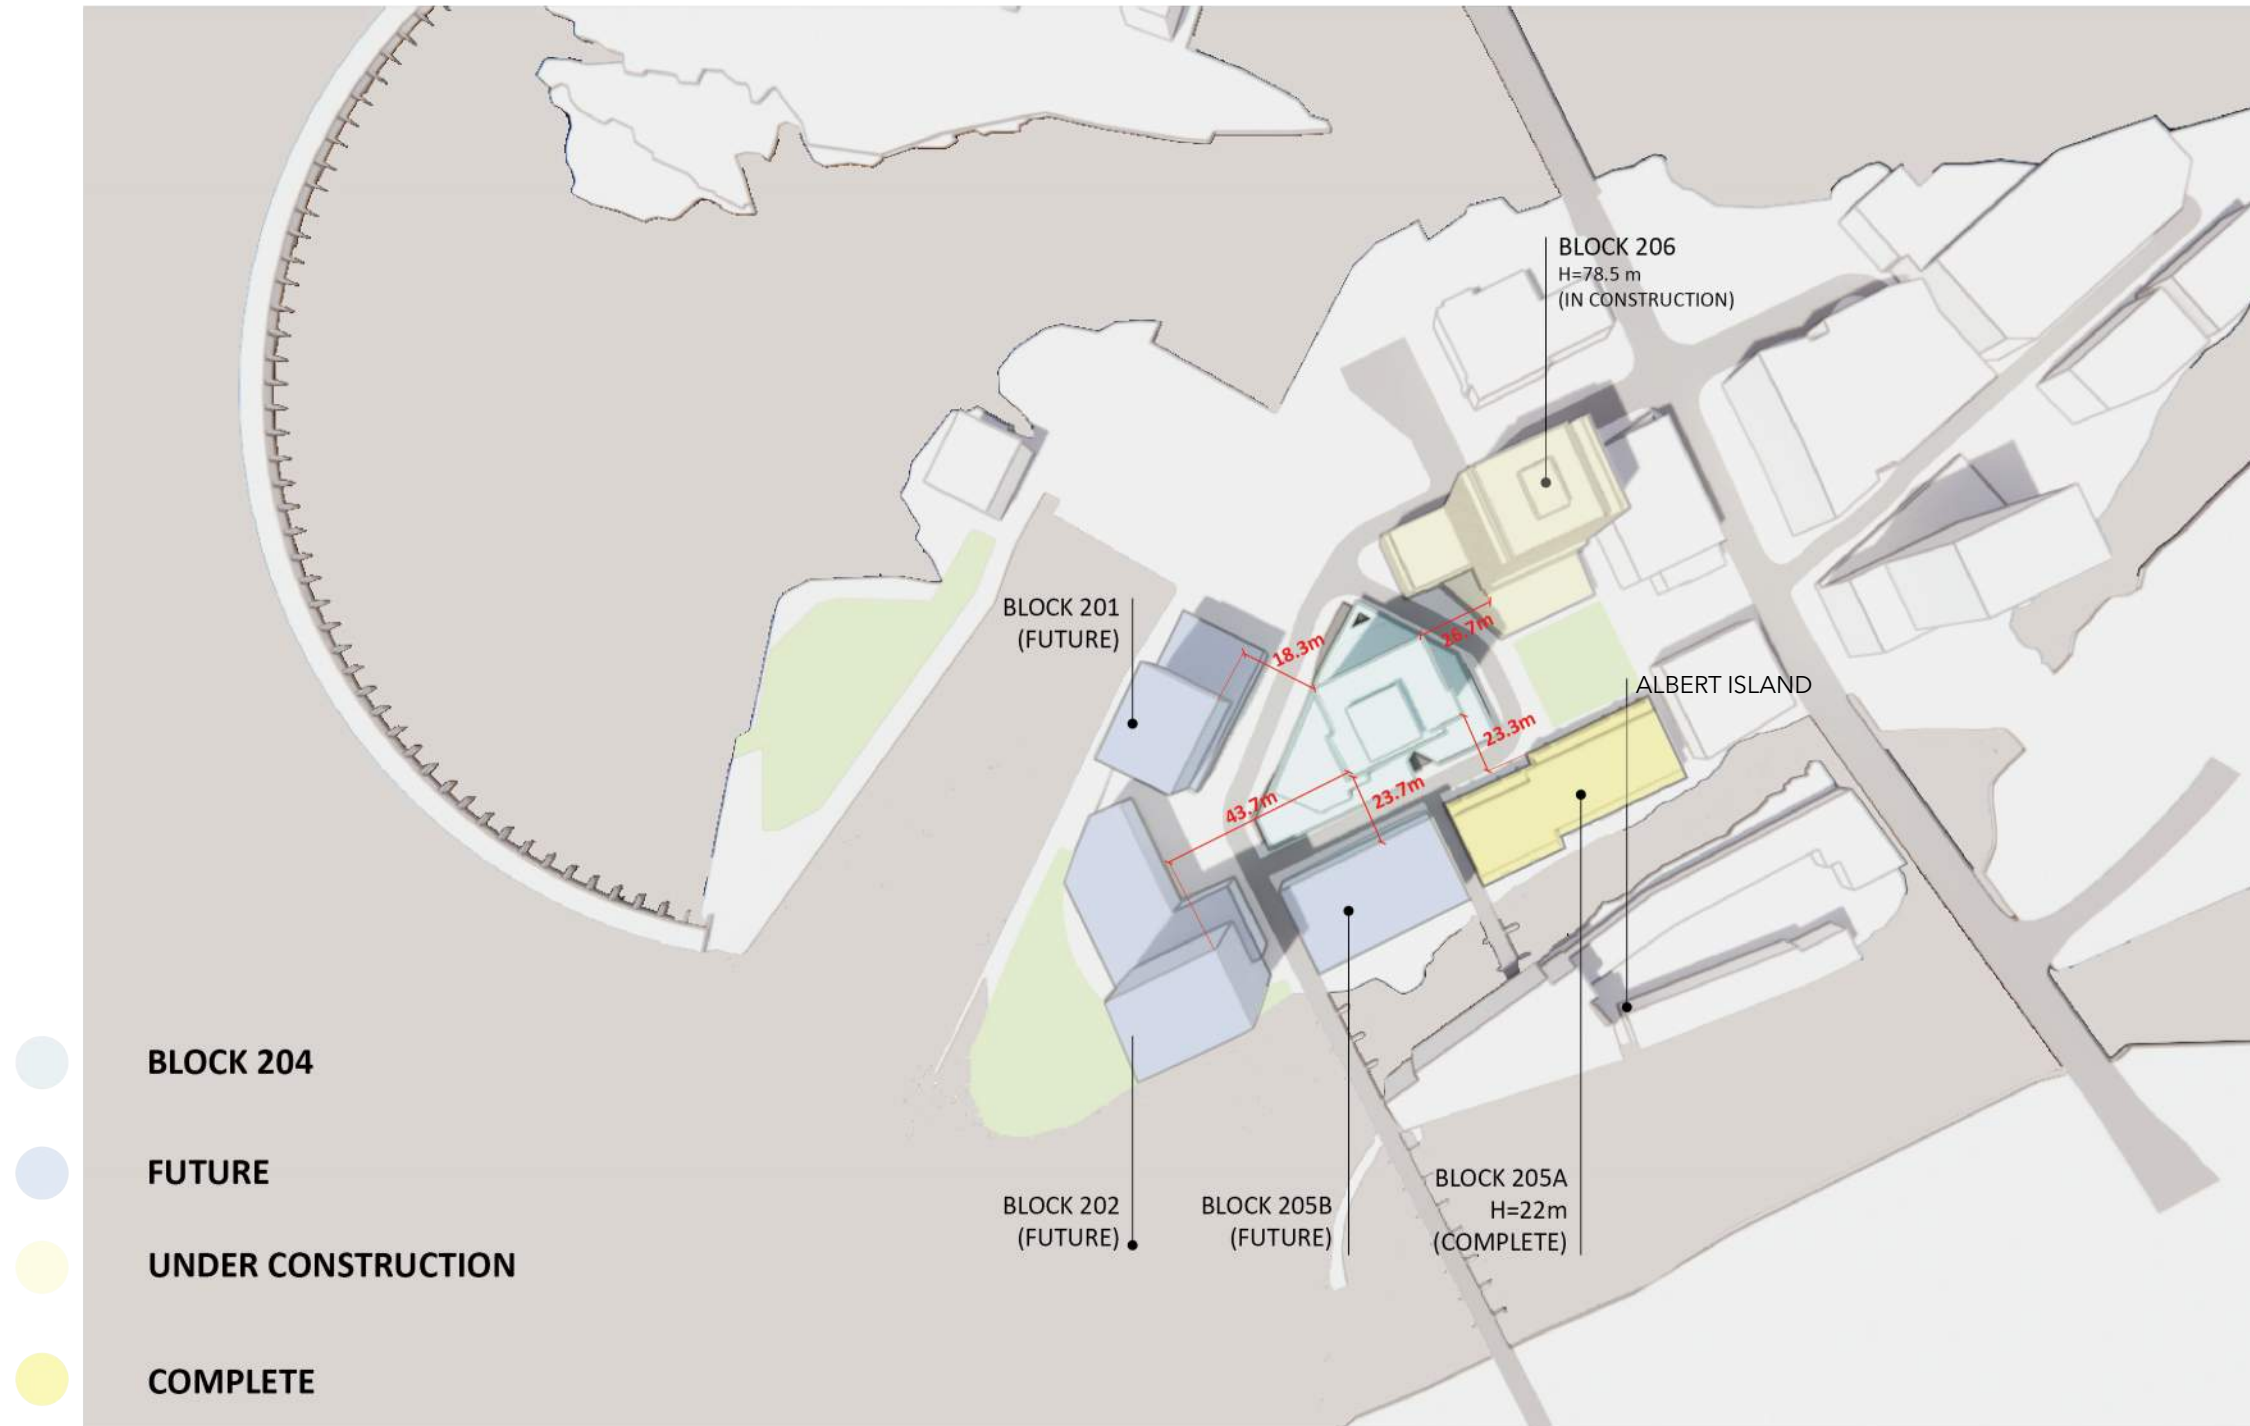 BLOCK 206
H=78.5 m
(IN CONSTRUCTION)
BLOCK 201
(FUTURE)
18.3m
26.7m
ALBERT ISLAND
23.3m
43.7m
23.7m
BLOCK 204
FUTURE
UNDER CONSTRUCTION
COMPLETE
BLOCK 202
(FUTURE)
BLOCK 205B
(FUTURE)
BLOCK 205A
H=22m
(COMPLETE)